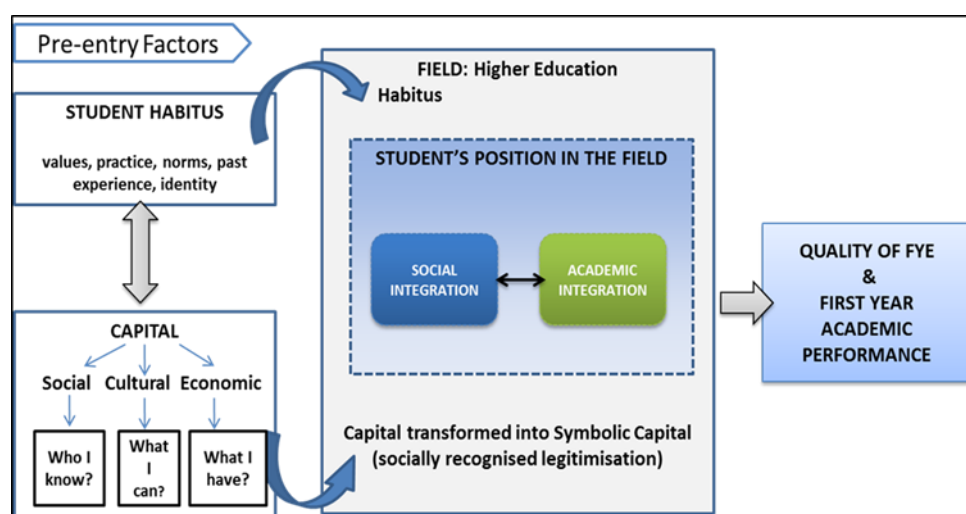 Pre-entry Factors
STUDENT HABITUS
values, practice, norms, past
experience, identity
CAPITAL
Social Cultural Economic
Who I
know?
What
I
can?
What I
have?
FIELD: Higher Education
Habitus
STUDENT’S POSITION IN THE FIELD
SOCIAL
INTEGRATION
ACADEMIC
INTEGRATION
Capital transformed into Symbolic Capital
(socially recognised legitimisation)
QUALITY OF FYE
&
FIRST YEAR
ACADEMIC
PERFORMANCE